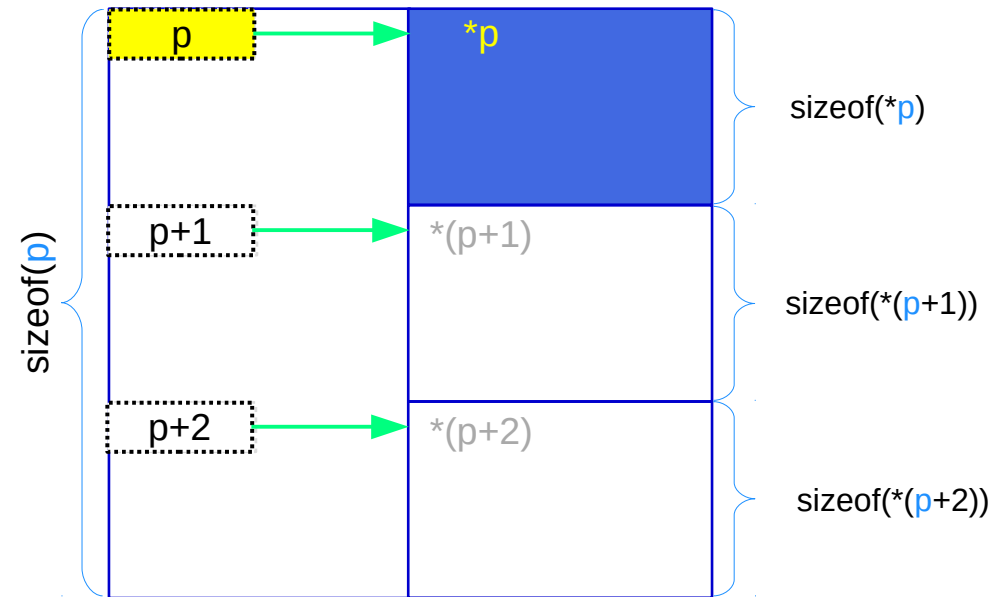 p
*p
sizeof(*p)
sizeof(p)
p+1
*(p+1)
sizeof(*(p+1))
p+2
*(p+2)
sizeof(*(p+2))